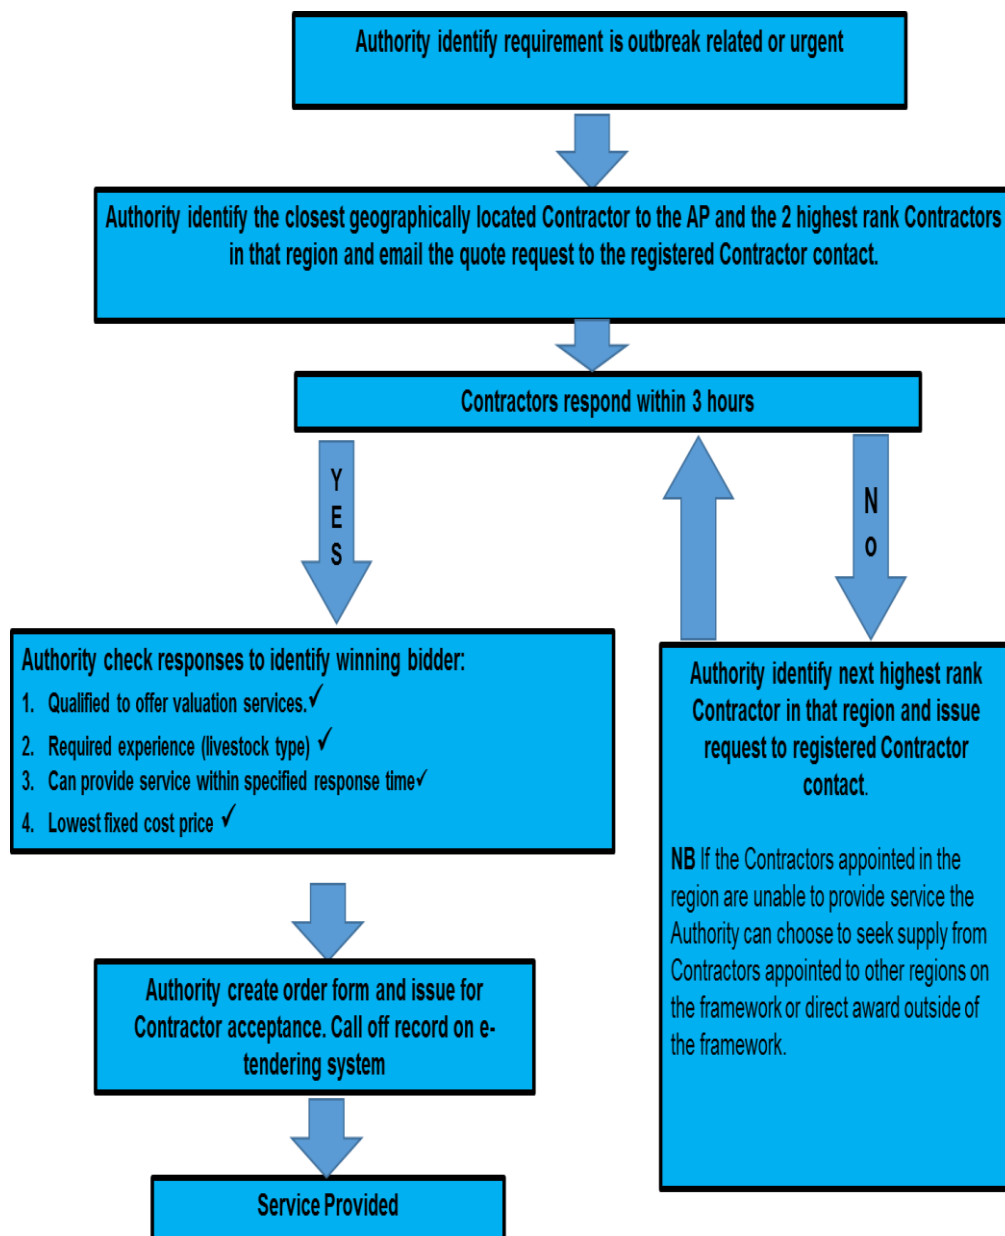 Authority identify requirement is outbreak related or urgent
Authority identify the closest geographically located Contractor to the AP and the 2 highest rank Contractors
in that region and email the quote request to the registered Contractor contact.
Contractors respond within 3 hours
Y
E
S
N
o
Authority check responses to identify winning bidder:
1. Qualified to offer valuation services.✓
2. Required experience (livestock type) ✓
3. Can provide service within specified response time✓
4. Lowest fixed cost price ✓
Authority identify next highest rank
Contractor in that region and issue
request to registered Contractor
contact.
NB If the Contractors appointed in the
region are unable to provide service the
Authority can choose to seek supply from
Contractors appointed to other regions on
the framework or direct award outside of
the framework.
Authority create order form and issue for
Contractor acceptance. Call off record on e-
tendering system
Service Provided